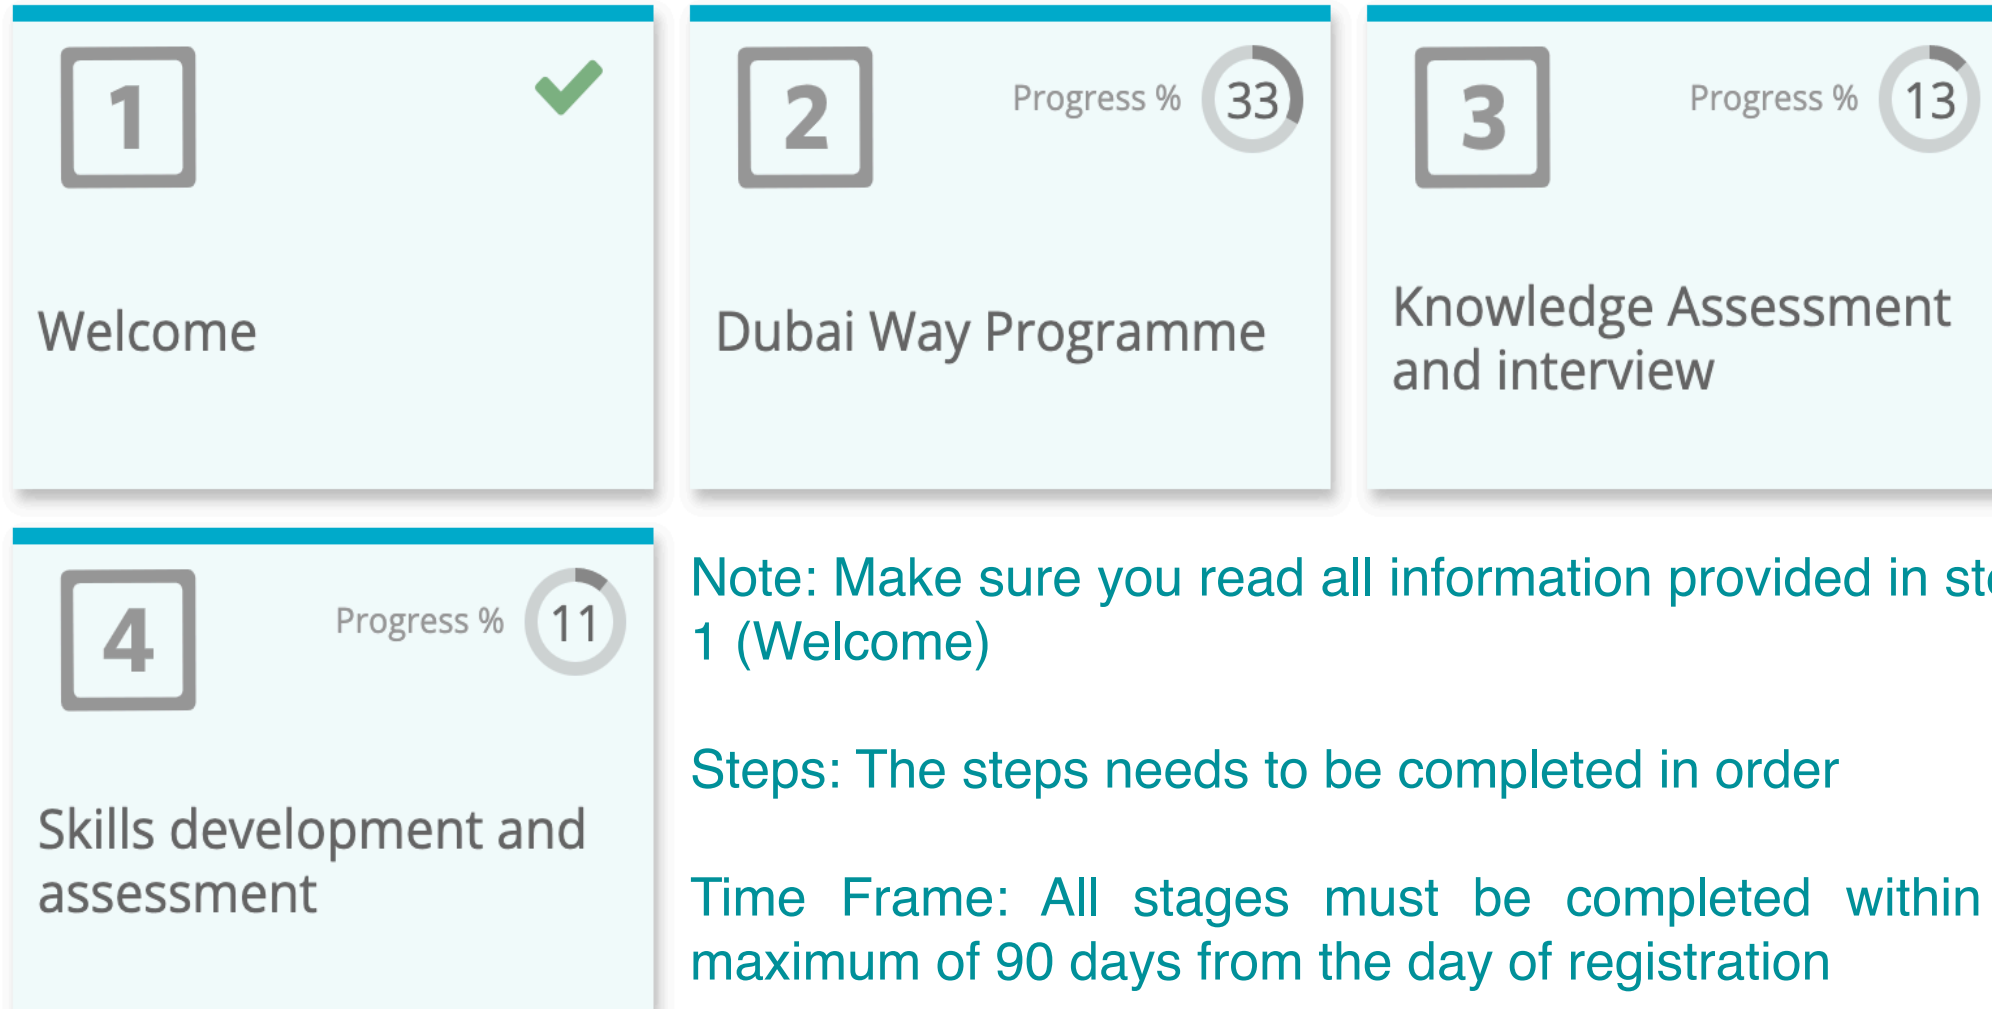 1
Welcome
2
Progress % 33
Dubai Way Programme
3
Progress % 13
Knowledge Assessment
and interview
4
Progress % 11
Skills development and
assessment
Note: Make sure you read all information provided in
1 (Welcome)
Steps: The steps needs to be completed in order
Time Frame: All stages must be completed within
maximum of 90 days from the day of registration